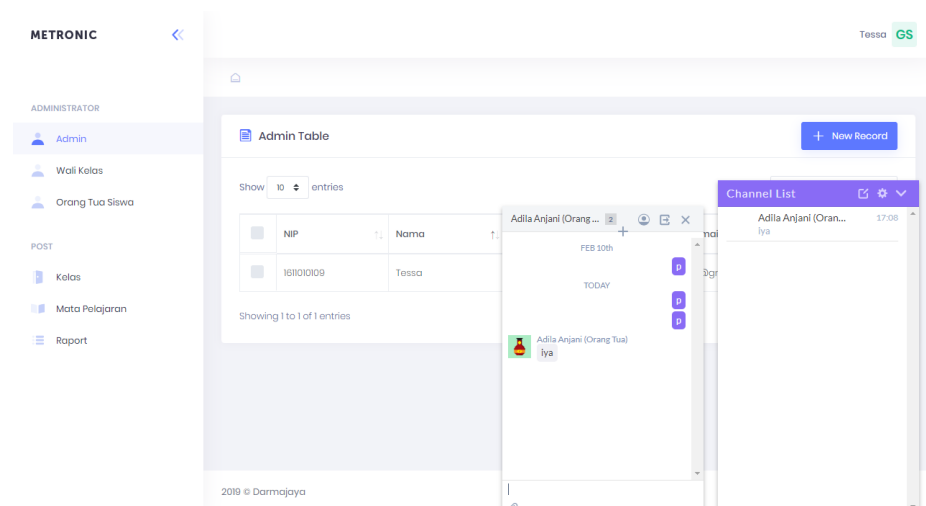 METRONIC
Tessa GS
ADMINISTRATOR
Admin
Wali Kelas
Orang Tua Siswa
POST
Kelas
Mata Pelajaran
Raport
Admin Table
New Record
Show 10 entries
NIP Nama
1611010109 Tessa
Showing 1 to 1 of 1 entries
2019 © Darmajaya
Adila Anjani (Orang ... 2
FEB 10th
p
TODAY
p
p
Adila Anjani (Orang Tua)
iya
Channel List
Adila Anjani (Oran... 17:08
iya